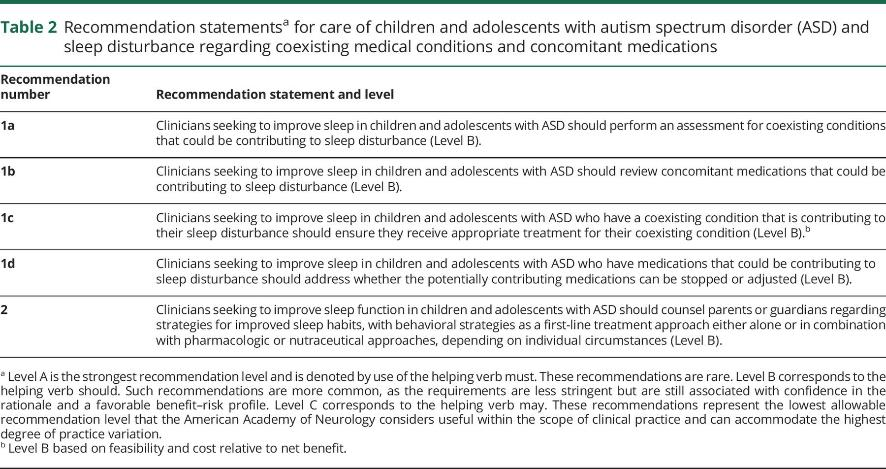 Table 2 Recommendation statementsª for care of children and adolescents with autism spectrum disorder (ASD) and
sleep disturbance regarding coexisting medical conditions and concomitant medications
Recommendation
number Recommendation statement and level
1a Clinicians seeking to improve sleep in children and adolescents with ASD should perform an assessment for coexisting conditions
that could be contributing to sleep disturbance (Level B).
1b Clinicians seeking to improve sleep in children and adolescents with ASD should review concomitant medications that could be
contributing to sleep disturbance (Level B).
1c Clinicians seeking to improve sleep in children and adolescents with ASD who have a coexisting condition that is contributing to
their sleep disturbance should ensure they receive appropriate treatment for their coexisting condition (Level B).ᵇ
1d Clinicians seeking to improve sleep in children and adolescents with ASD who have medications that could be contributing to
sleep disturbance should address whether the potentially contributing medications can be stopped or adjusted (Level B).
2 Clinicians seeking to improve sleep function in children and adolescents with ASD should counsel parents or guardians regarding
strategies for improved sleep habits, with behavioral strategies as a first-line treatment approach either alone or in combination
with pharmacologic or nutraceutical approaches, depending on individual circumstances (Level B).
ª Level A is the strongest recommendation level and is denoted by use of the helping verb must. These recommendations are rare. Level B corresponds to the
helping verb should. Such recommendations are more common, as the requirements are less stringent but are still associated with confidence in the
rationale and a favorable benefit–risk profile. Level C corresponds to the helping verb may. These recommendations represent the lowest allowable
recommendation level that the American Academy of Neurology considers useful within the scope of clinical practice and can accommodate the highest
degree of practice variation.
ᵇ Level B based on feasibility and cost relative to net benefit.